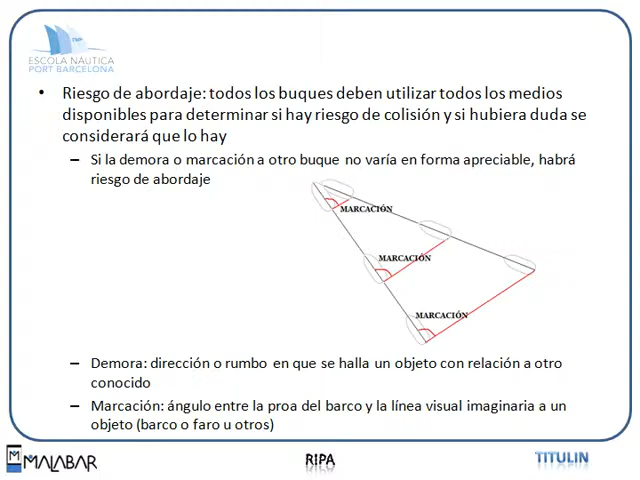 ESCOLA NÀUTICA
PORT BARCELONA
• Riesgo de abordaje: todos los buques deben utilizar todos los medios
disponibles para determinar si hay riesgo de colisión y si hubiera duda se
considerará que lo hay
– Si la demora o marcación a otro buque no varía en forma apreciable, habrá
riesgo de abordaje
MARCACIÓN
MARCACIÓN
MARCACIÓN
– Demora: dirección o rumbo en que se halla un objeto con relación a otro
conocido
– Marcación: ángulo entre la proa del barco y la línea visual imaginaria a un
objeto (barco o faro u otros)
MALABAR
RIPA
TITULIN